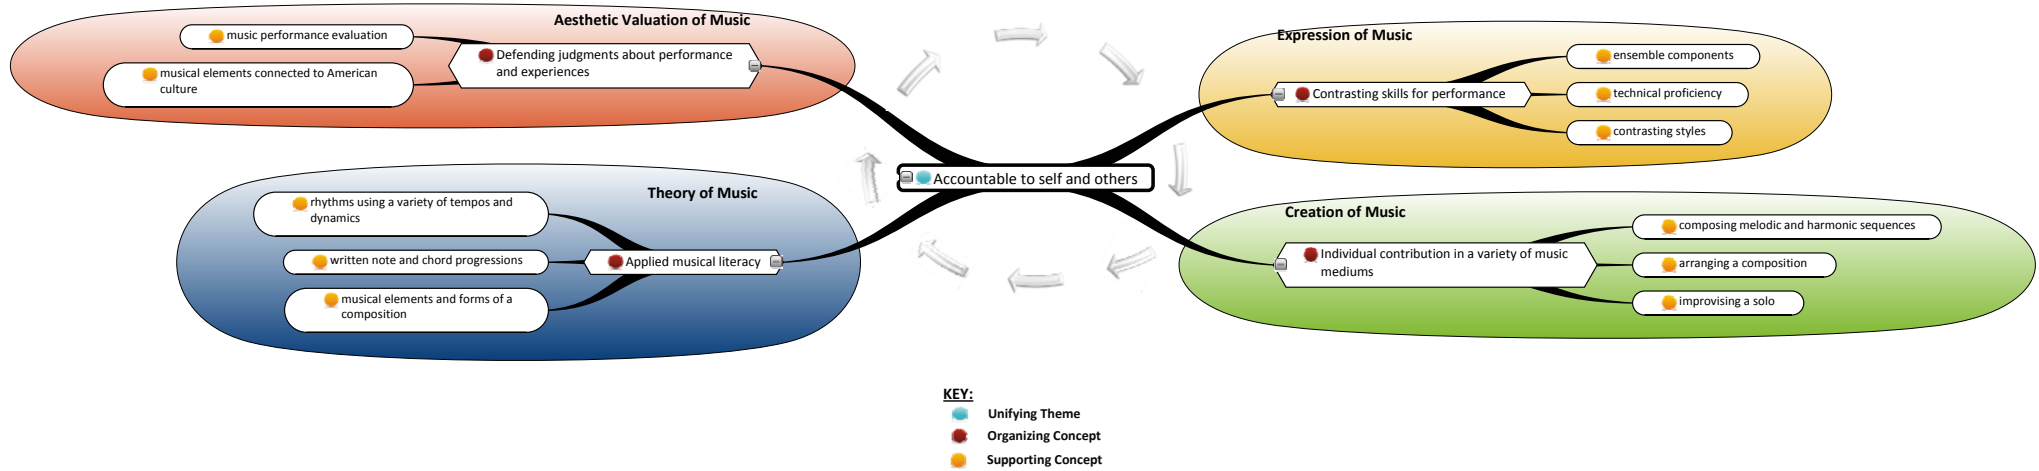 Aesthetic Valuation of Music
music performance evaluation
musical elements connected to American
culture
Defending judgments about performance
and experiences
Expression of Music
Contrasting skills for performance
ensemble components
technical proficiency
contrasting styles
Accountable to self and others
Theory of Music
rhythms using a variety of tempos and
dynamics
written note and chord progressions
musical elements and forms of a
composition
Applied musical literacy
Creation of Music
Individual contribution in a variety of music
mediums
composing melodic and harmonic sequences
arranging a composition
improvising a solo
KEY:
Unifying Theme
Organizing Concept
Supporting Concept